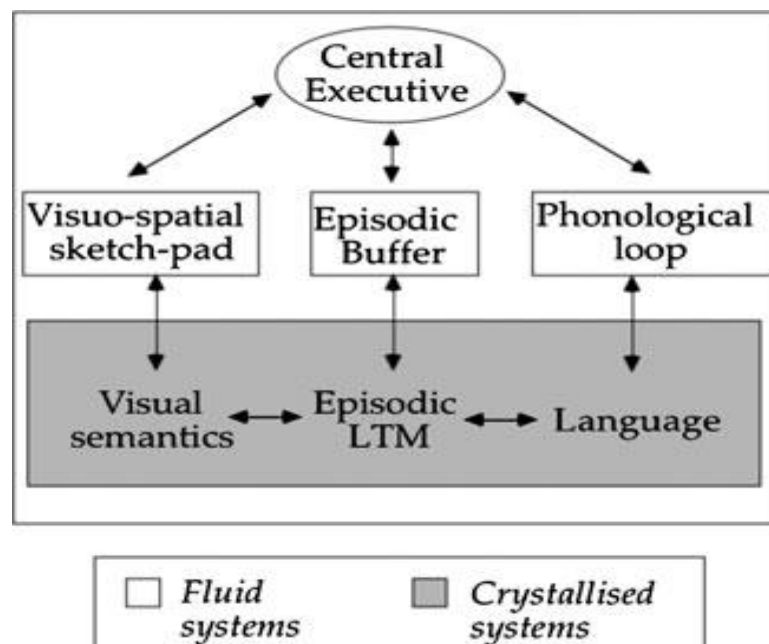 Central
Executive
Visuo-spatial
sketch-pad
Episodic
Buffer
Phonological
loop
Visual
semantics
Episodic
LTM
Language
Fluid
systems
Crystallised
systems